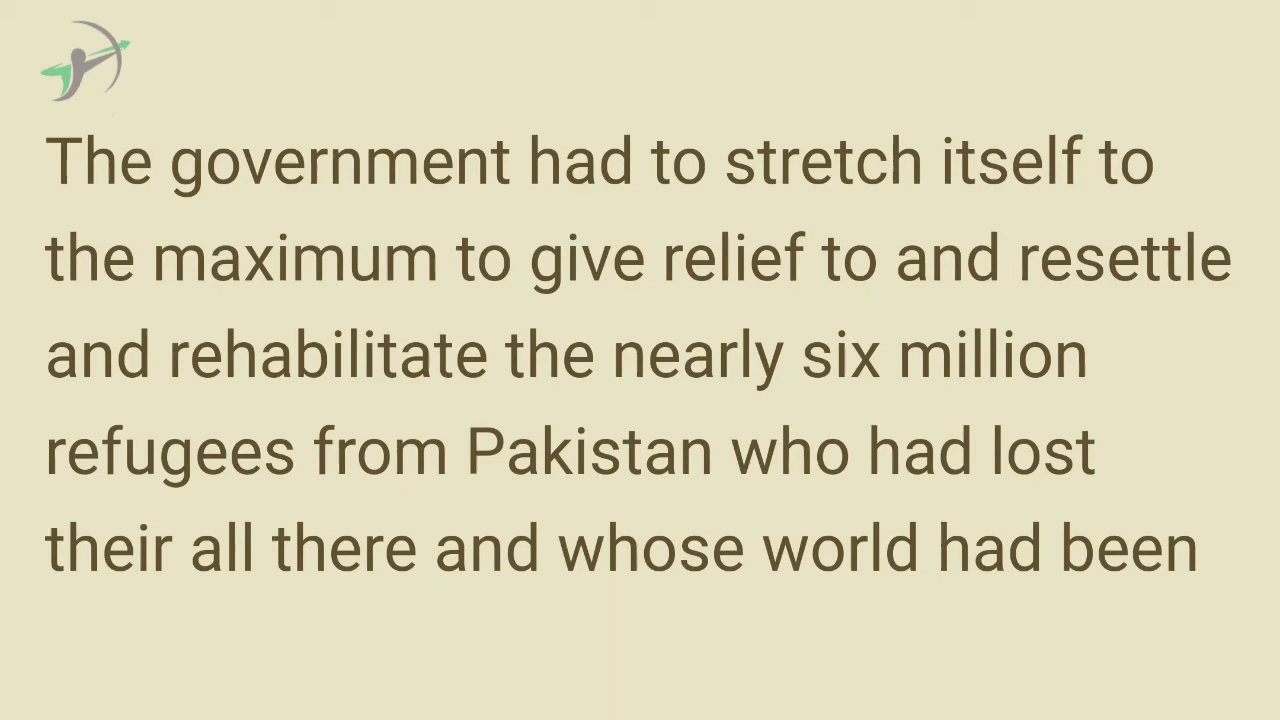 The government had to stretch itself to
the maximum to give relief to and resettle
and rehabilitate the nearly six million
refugees from Pakistan who had lost
their all there and whose world had been